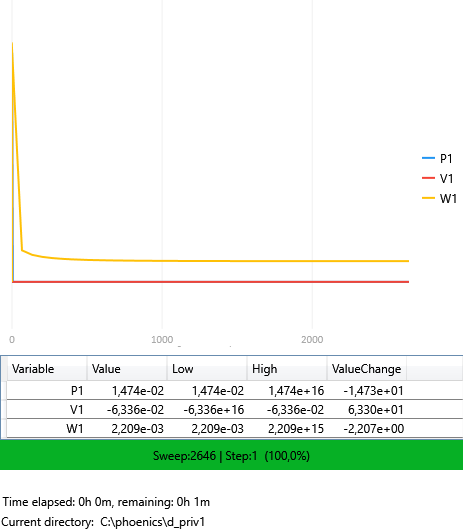 P1
V1
W1
0 1000 2000
Variable Value Low High ValueChange
P1 1,474e-02 1,474e-02 1,474e+16 -1,473e+01
V1 -6,336e-02 -6,336e+16 -6,336e-02 6,330e+01
W1 2,209e-03 2,209e-03 2,209e+15 -2,207e+00
Sweep:2646 | Step:1 (100,0%)
Time elapsed: 0h 0m, remaining: 0h 1m
Current directory: C:\phoenics\d_priv1